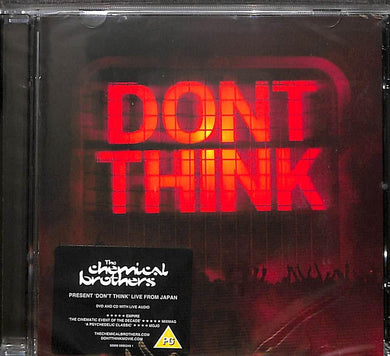 DONT
THINK
The
chemical
brothers
PRESENT 'DON'T THINK' LIVE FROM JAPAN
DVD AND CD WITH LIVE AUDIO
★★★★★ EMPIRE
'THE CINEMATIC EVENT OF THE DECADE' ★★★★★ MIXMAG
'A PSYCHEDELIC CLASSIC' ★★★★ MOJO
THECHEMICALBROTHERS.COM
DONTTHINKMOVIE.COM
PG